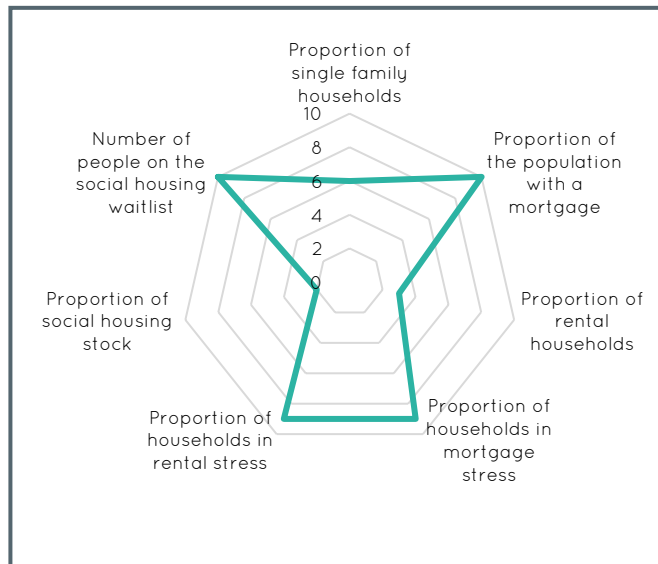 Proportion of
single family
households
10
8
6
4
2
0
Proportion of
the population
with a
mortgage
Proportion of
rental
households
Proportion of
households in
mortgage
stress
Proportion of
households in
rental stress
Proportion of
social housing
stock
Number of
people on the
social housing
waitlist